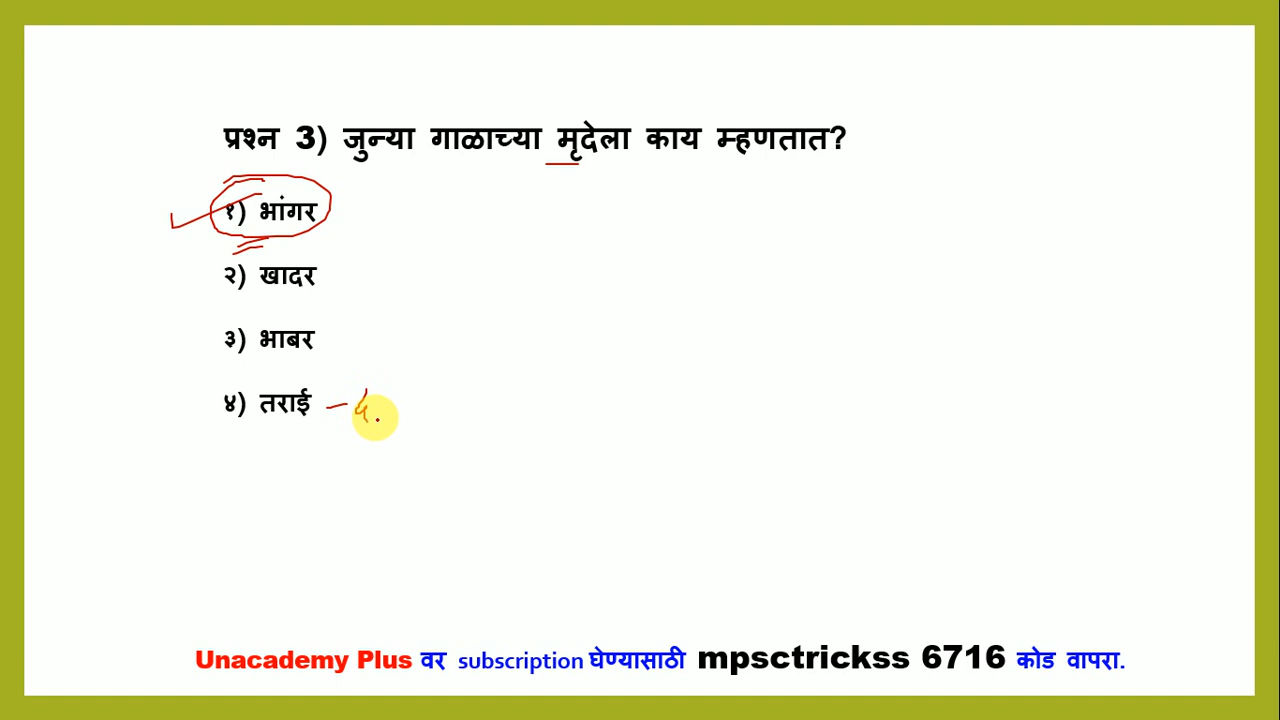 प्रश्न 3) जुन्या गाळाच्या मृदेला काय म्हणतात?
१) भांगर
२) खादर
३) भाबर
४) तराई –
Unacademy Plus वर subscription घेण्यासाठी mpsctrickss 6716 कोड वापरा.